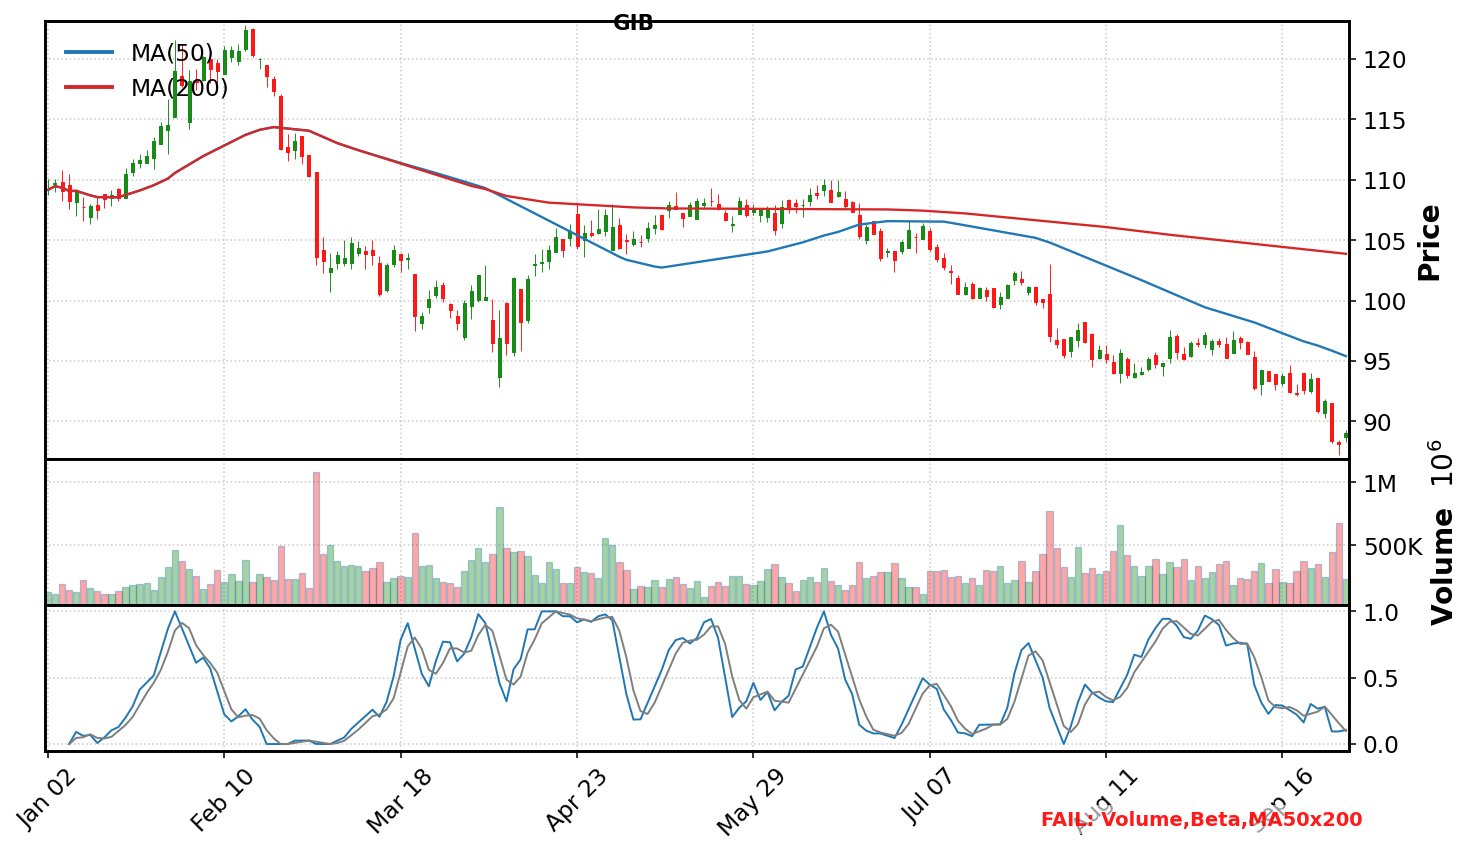 GIB
MA(50)
MA(200)
120
115
110
105
100
95
90
Price
1M
500K
Volume 10^6
1.0
0.5
0.0
Jan 02
Feb 10
Mar 18
Apr 23
May 29
Jul 07
Aug 11
Sep 16
FAIL: Volume,Beta,MA50x200